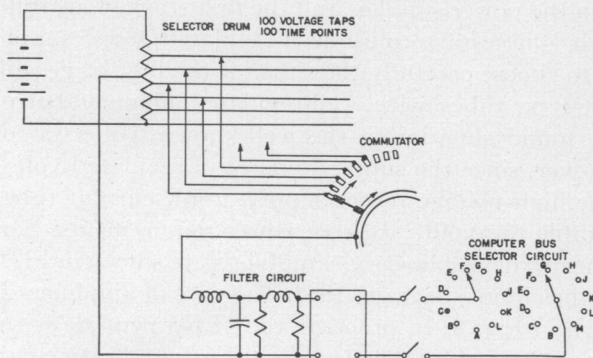 SELECTOR DRUM 100 VOLTAGE TAPS
100 TIME POINTS
COMMUTATOR
COMPUTER BUS
SELECTOR CIRCUIT
FILTER CIRCUIT
F G H
E
D J
C K
B A L
G H
F J
E
D K
C L M
B